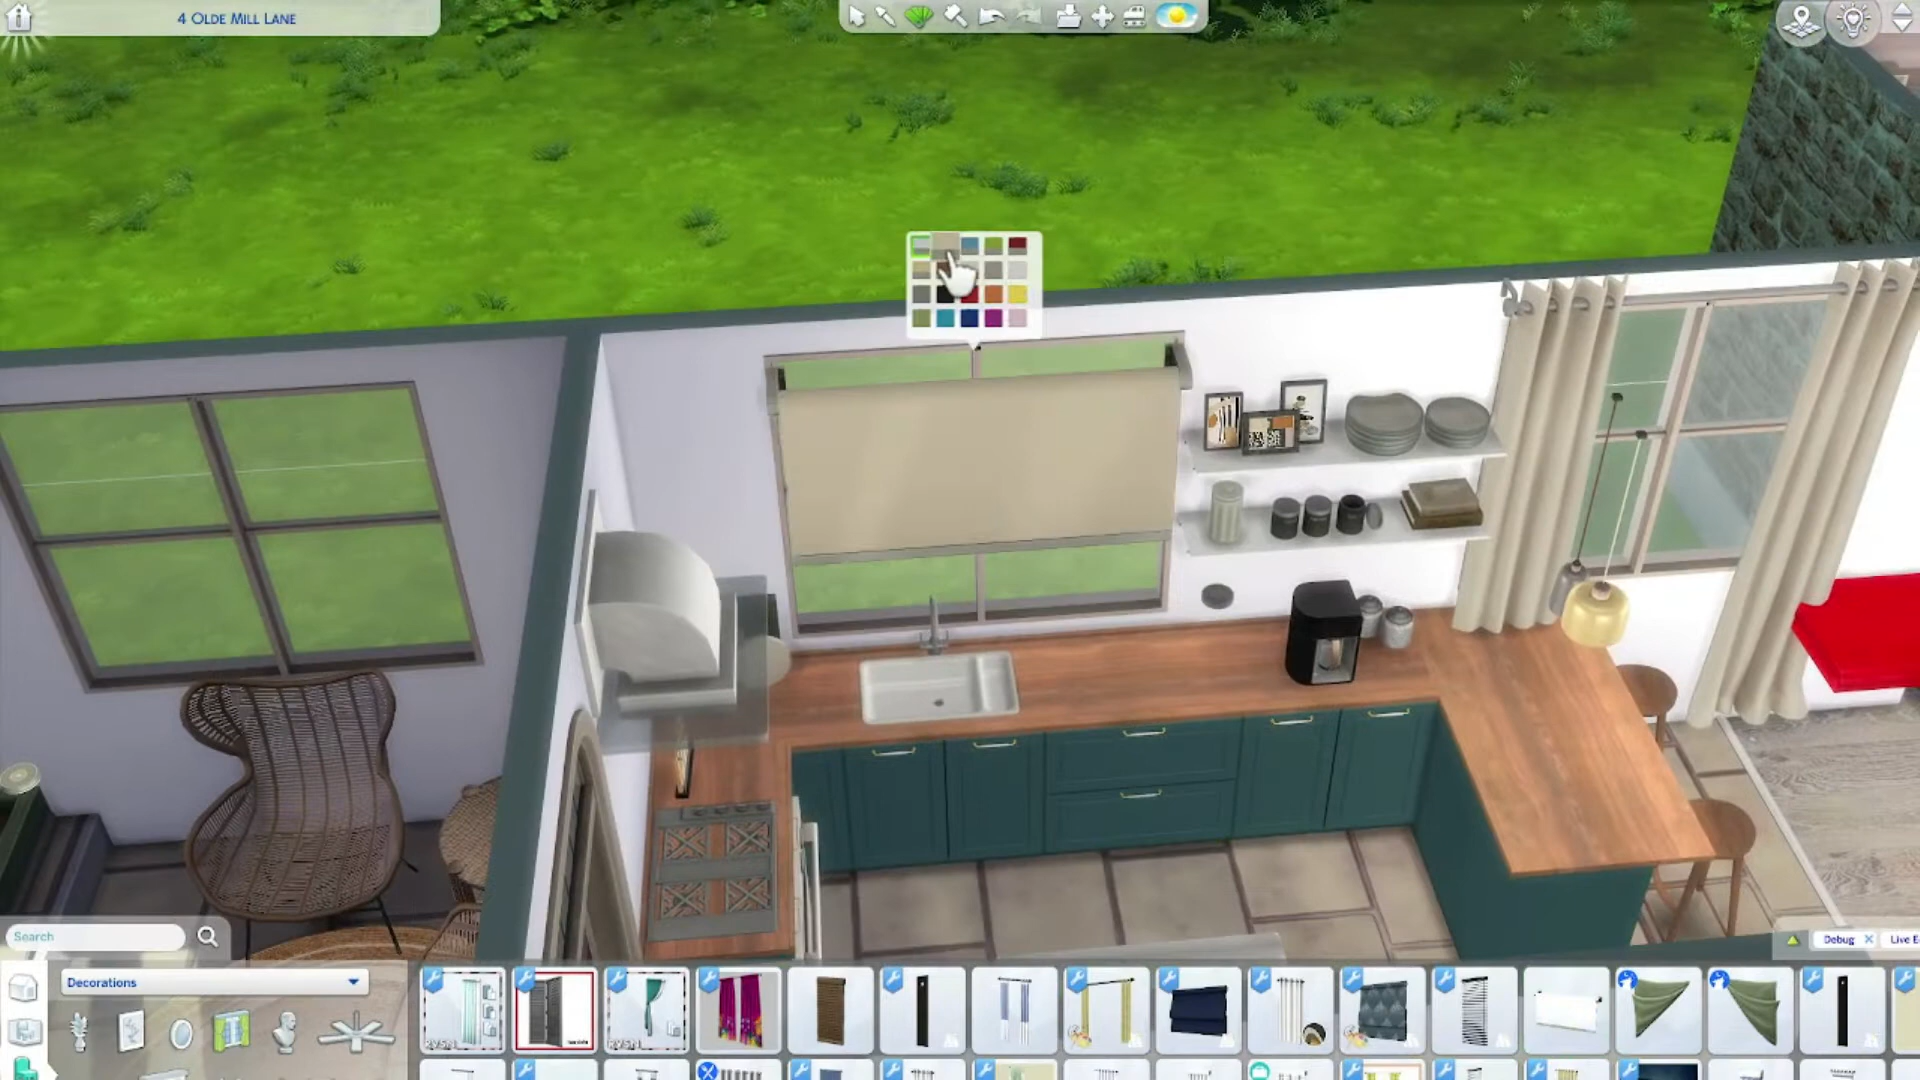 4 Olde Mill Lane
Search
Decorations
Debug
Live E